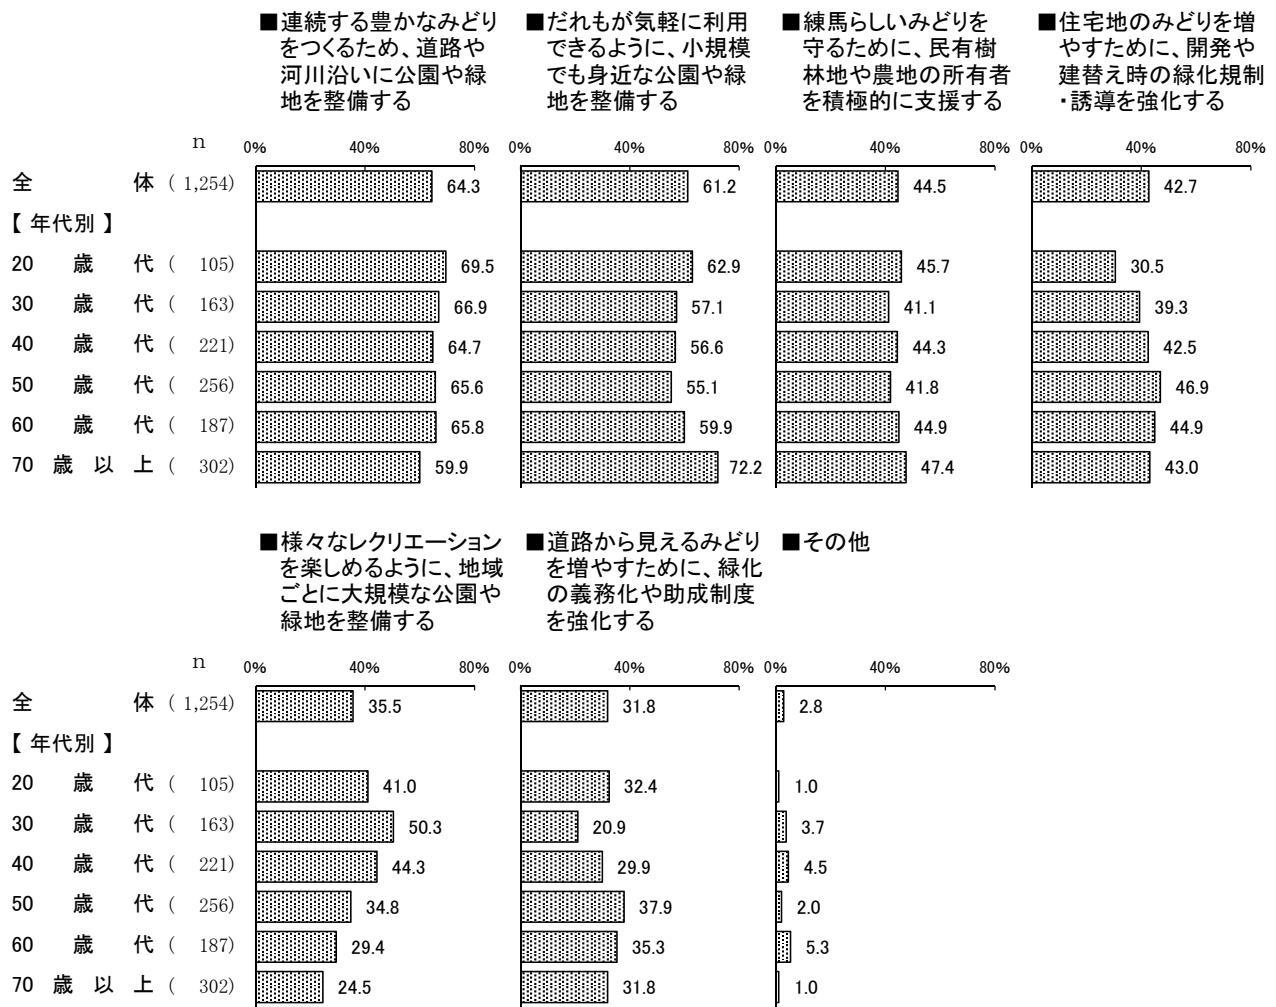 ■連続する豊かなみどり
をつくるため、道路や
河川沿いに公園や緑
地を整備する
■だれもが気軽に利用
できるように、小規模
でも身近な公園や緑
地を整備する
■練馬らしいみどりを
守るために、民有樹
林地や農地の所有者
を積極的に支援する
■住宅地のみどりを増
やすために、開発や
建替え時の緑化規制
・誘導を強化する
n 0% 40% 80% 0% 40% 80% 0% 40% 80% 0% 40% 80%
全体 ( 1,254) 64.3 61.2 44.5 42.7
【 年代別 】
20 歳 代 ( 105) 69.5 62.9 45.7 30.5
30 歳 代 ( 163) 66.9 57.1 41.1 39.3
40 歳 代 ( 221) 64.7 56.6 44.3 42.5
50 歳 代 ( 256) 65.6 55.1 41.8 46.9
60 歳 代 ( 187) 65.8 59.9 44.9 44.9
70 歳 以 上 ( 302) 59.9 72.2 47.4 43.0
■様々なレクリエーション
を楽しめるように、地域
ごとに大規模な公園や
緑地を整備する
■道路から見えるみどり
を増やすために、緑化
の義務化や助成制度
を強化する
■その他
n 0% 40% 80% 0% 40% 80% 0% 40% 80%
全体 ( 1,254) 35.5 31.8 2.8
【 年代別 】
20 歳 代 ( 105) 41.0 32.4 1.0
30 歳 代 ( 163) 50.3 20.9 3.7
40 歳 代 ( 221) 44.3 29.9 4.5
50 歳 代 ( 256) 34.8 37.9 2.0
60 歳 代 ( 187) 29.4 35.3 5.3
70 歳 以 上 ( 302) 24.5 31.8 1.0